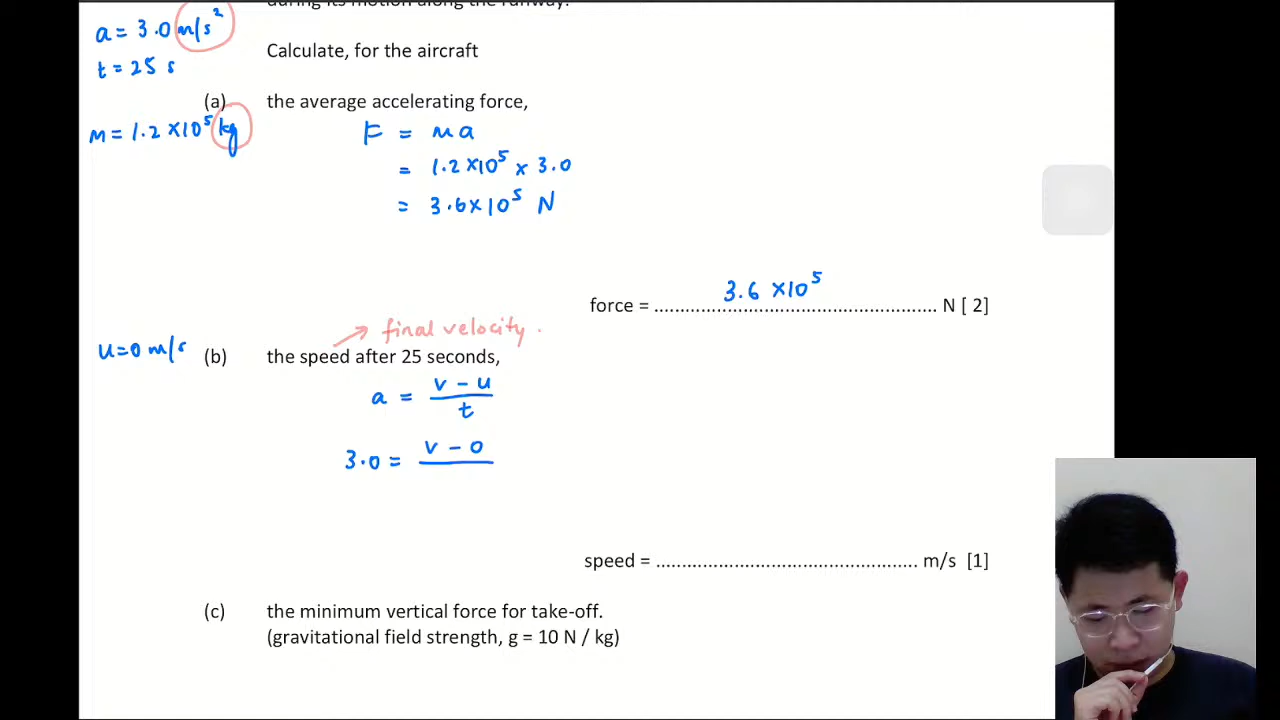 a = 3.0 m/s²
Calculate, for the aircraft
t = 25 s
(a) the average accelerating force,
m = 1.2 × 10⁵ kg
F = ma
= 1.2 × 10⁵ × 3.0
= 3.6 × 10⁵ N
3.6 × 10⁵
force = .................................................... N [ 2]
→ final velocity.
u = 0 m/s
(b) the speed after 25 seconds,
a = (v - u) / t
3.0 = v - 0
speed = ................................................ m/s [1]
(c) the minimum vertical force for take-off.
(gravitational field strength, g = 10 N / kg)